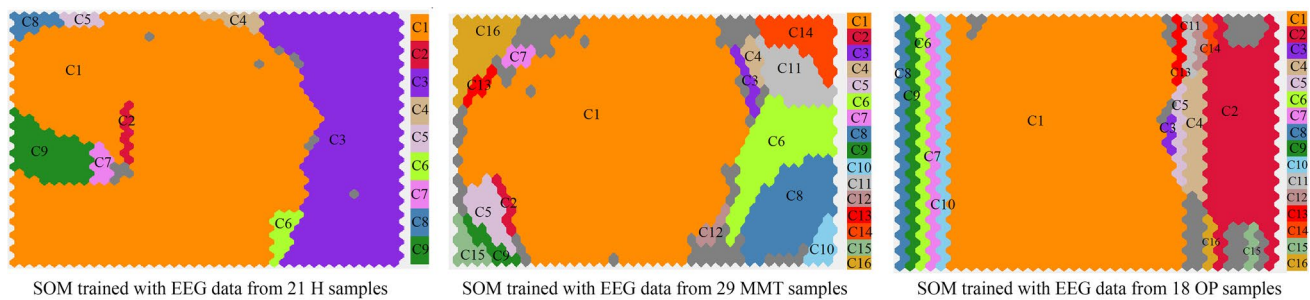 C8
C5
C4
C1
C2
C9
C7
C3
C6
C1
C2
C3
C4
C5
C6
C7
C8
C9
SOM trained with EEG data from 21 H samples
C16
C7
C13
C1
C4
C3
C14
C11
C6
C8
C5
C2
C15
C9
C12
C10
C1
C2
C3
C4
C5
C6
C7
C8
C9
C10
C11
C12
C13
C14
C15
C16
SOM trained with EEG data from 29 MMT samples
C6
C8
C9
C7
C10
C1
C11
C14
C13
C5
C4
C3
C2
C16
C15
C1
C2
C3
C4
C5
C6
C7
C8
C9
C10
C11
C12
C13
C14
C15
C16
SOM trained with EEG data from 18 OP samples